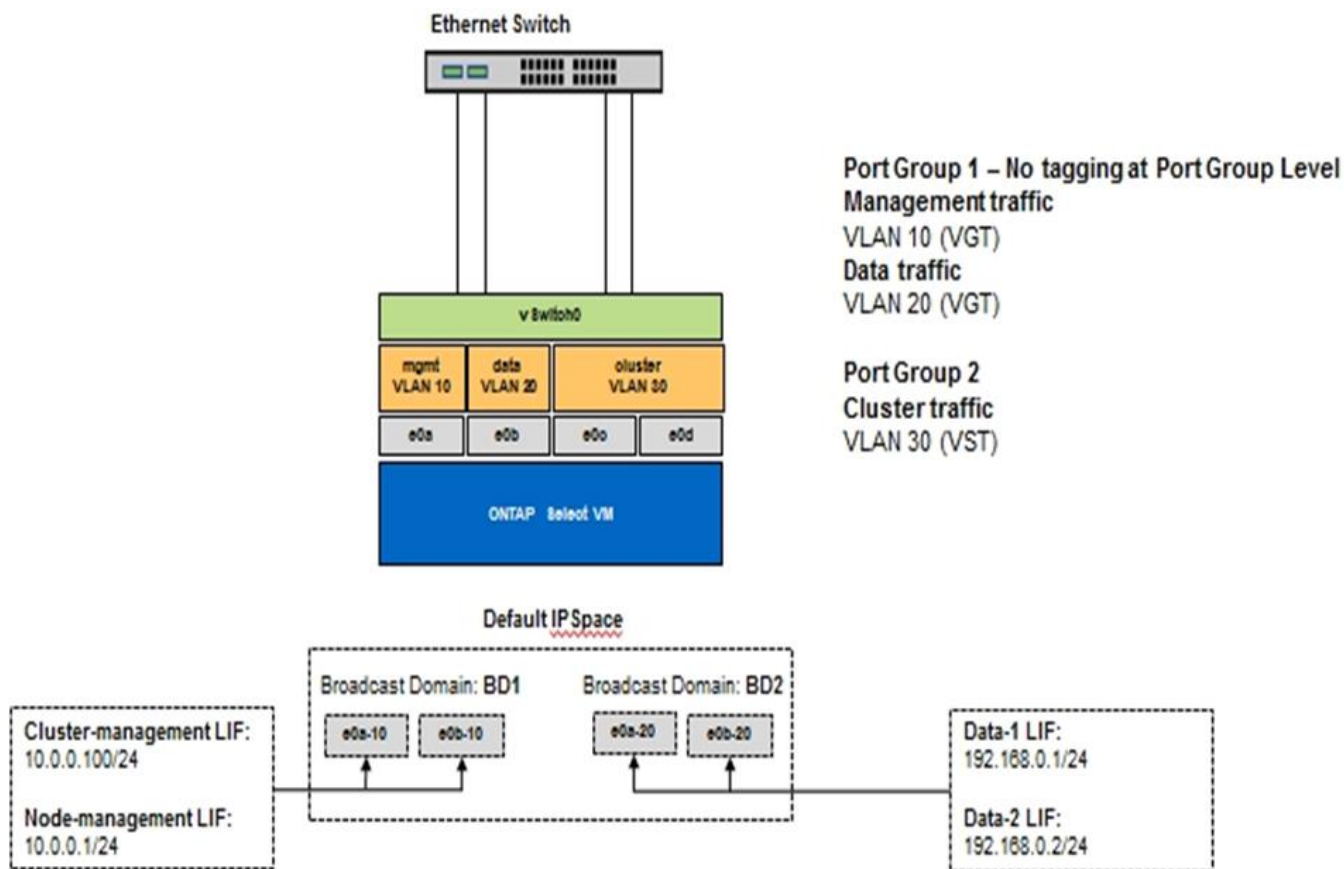 Ethernet Switch
Port Group 1 – No tagging at Port Group Level
Management traffic
VLAN 10 (VGT)
Data traffic
VLAN 20 (VGT)
Port Group 2
Cluster traffic
VLAN 30 (VST)
vSwitch0
mgmt
VLAN 10
data
VLAN 20
cluster
VLAN 30
e0a
e0b
e0c
e0d
ONTAP Select VM
Default IPSpace
Broadcast Domain: BD1
Broadcast Domain: BD2
e0a-10
e0b-10
e0a-20
e0b-20
Cluster-management LIF:
10.0.0.100/24
Node-management LIF:
10.0.0.1/24
Data-1 LIF:
192.168.0.1/24
Data-2 LIF:
192.168.0.2/24